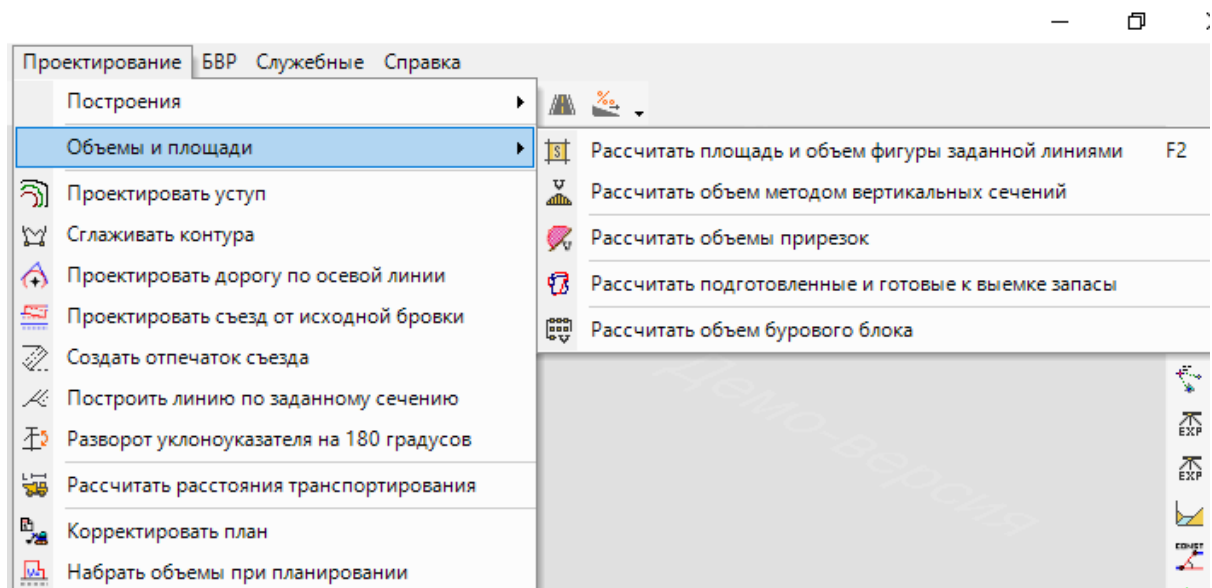 Проектирование БВР Служебные Справка
Построения
Объемы и площади
Проектировать уступ
Сглаживать контура
Проектировать дорогу по осевой линии
Проектировать съезд от исходной бровки
Создать отпечаток съезда
Построить линию по заданному сечению
Разворот уклоноуказателя на 180 градусов
Рассчитать расстояния транспортирования
Корректировать план
Набрать объемы при планировании
Рассчитать площадь и объем фигуры заданной линиями F2
Рассчитать объем методом вертикальных сечений
Рассчитать объемы прирезок
Рассчитать подготовленные и готовые к выемке запасы
Рассчитать объем бурового блока
Демо-версия
EXP
EXP
CONST